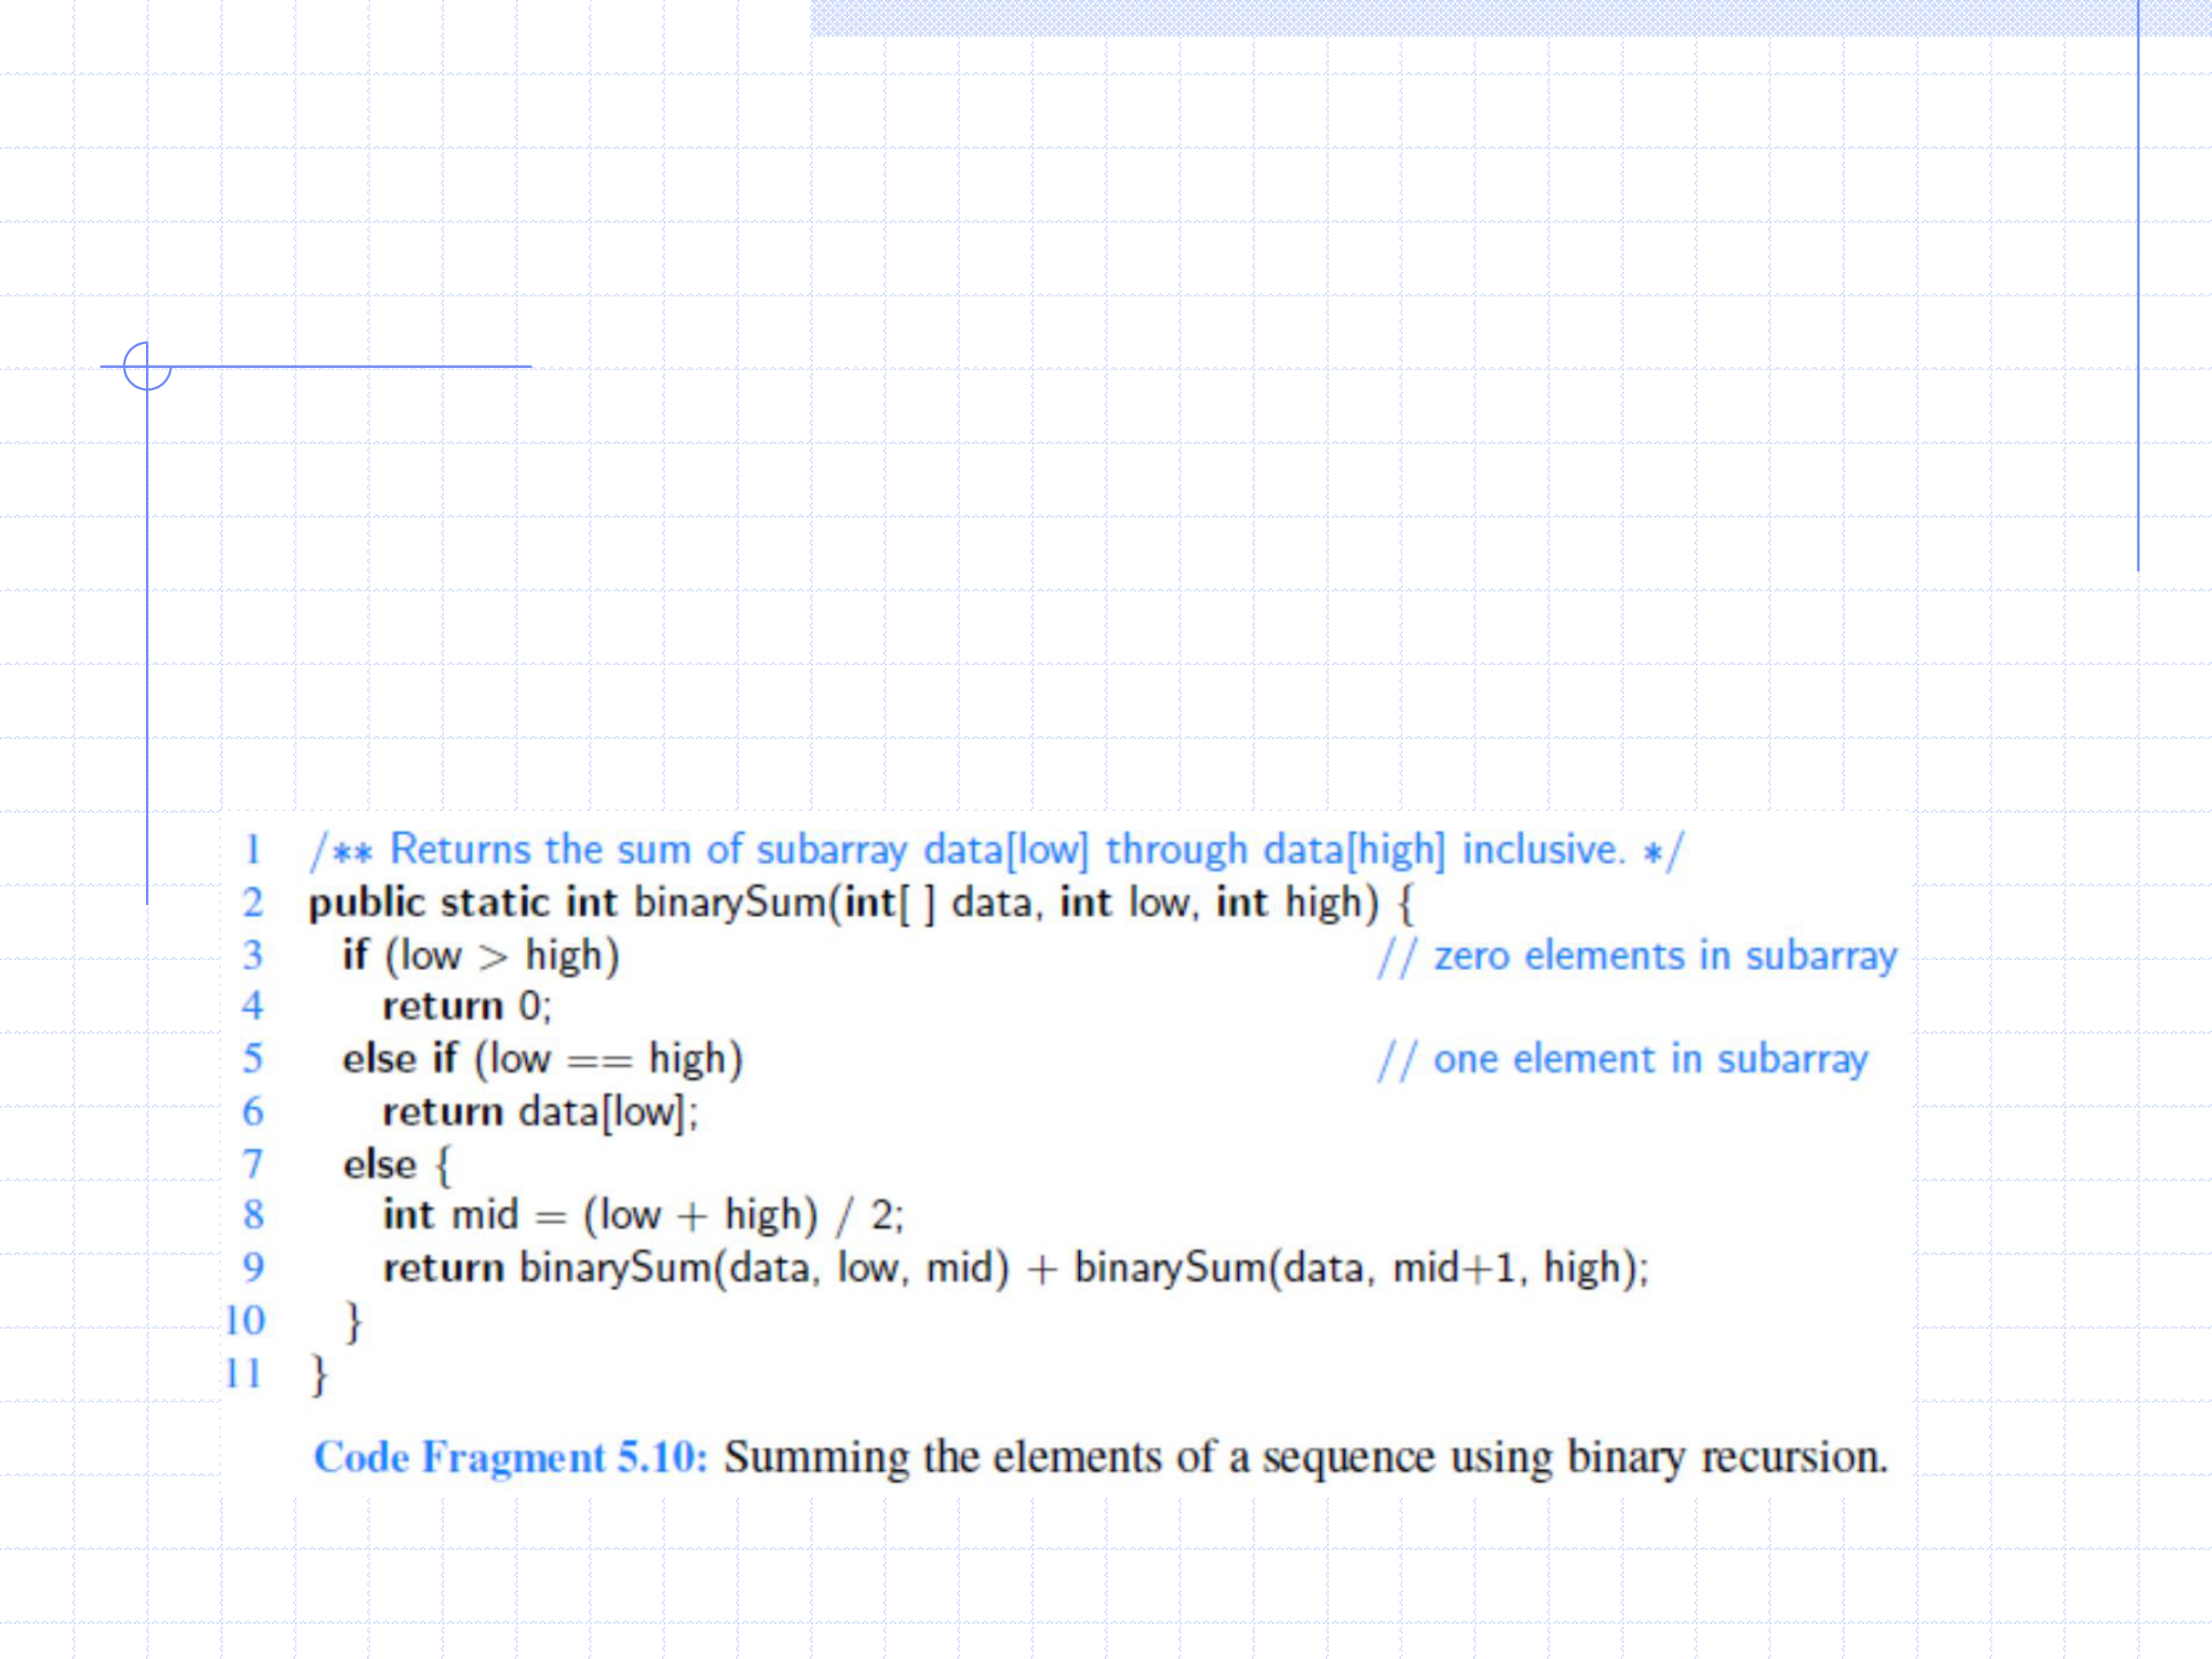 1 /** Returns the sum of subarray data[low] through data[high] inclusive. */
2 public static int binarySum(int[ ] data, int low, int high) {
3 if (low > high) // zero elements in subarray
4 return 0;
5 else if (low == high) // one element in subarray
6 return data[low];
7 else {
8 int mid = (low + high) / 2;
9 return binarySum(data, low, mid) + binarySum(data, mid+1, high);
10 }
11 }
Code Fragment 5.10: Summing the elements of a sequence using binary recursion.